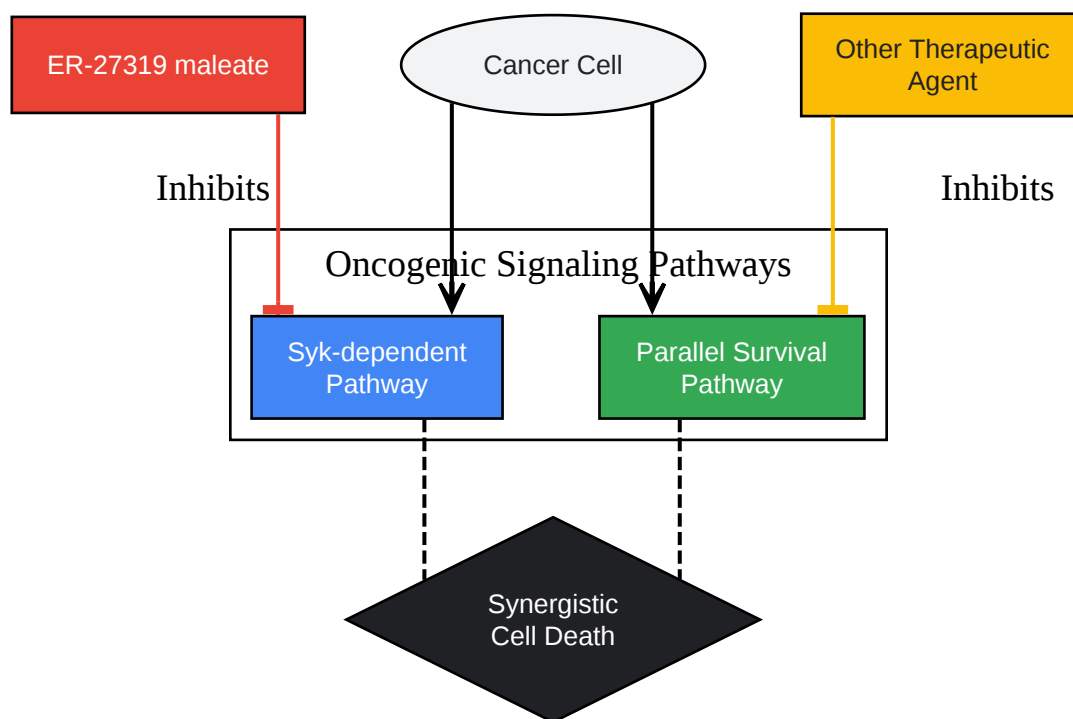 ER-27319 maleate
Cancer Cell
Other Therapeutic
Agent
Inhibits
Inhibits
Oncogenic Signaling Pathways
Syk-dependent
Pathway
Parallel Survival
Pathway
Synergistic
Cell Death